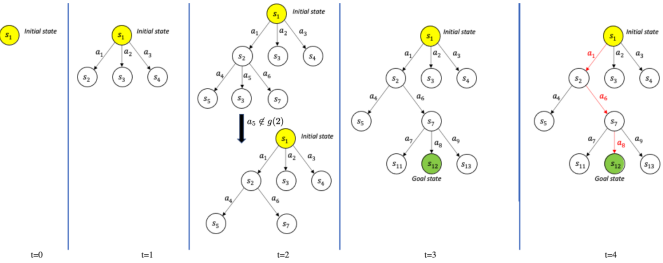 s1 Initial state
t=0
Initial state
s1
a1 a2 a3
s2 s3 s4
t=1
Initial state
s1
a1 a2 a3
s2 s3 s4
a4 a5 a6
s5 s3 s7
a5 ∉ g(2)
Initial state
s1
a1 a2 a3
s2 s3 s4
a4 a6
s5 s7
t=2
Initial state
s1
a1 a2 a3
s2 s3 s4
a4 a6
s5 s7
a7 a8 a9
s11 s12 s13
Goal state
t=3
Initial state
s1
a1 a2 a3
s2 s3 s4
a4 a6
s5 s7
a7 a8 a9
s11 s12 s13
Goal state
t=4